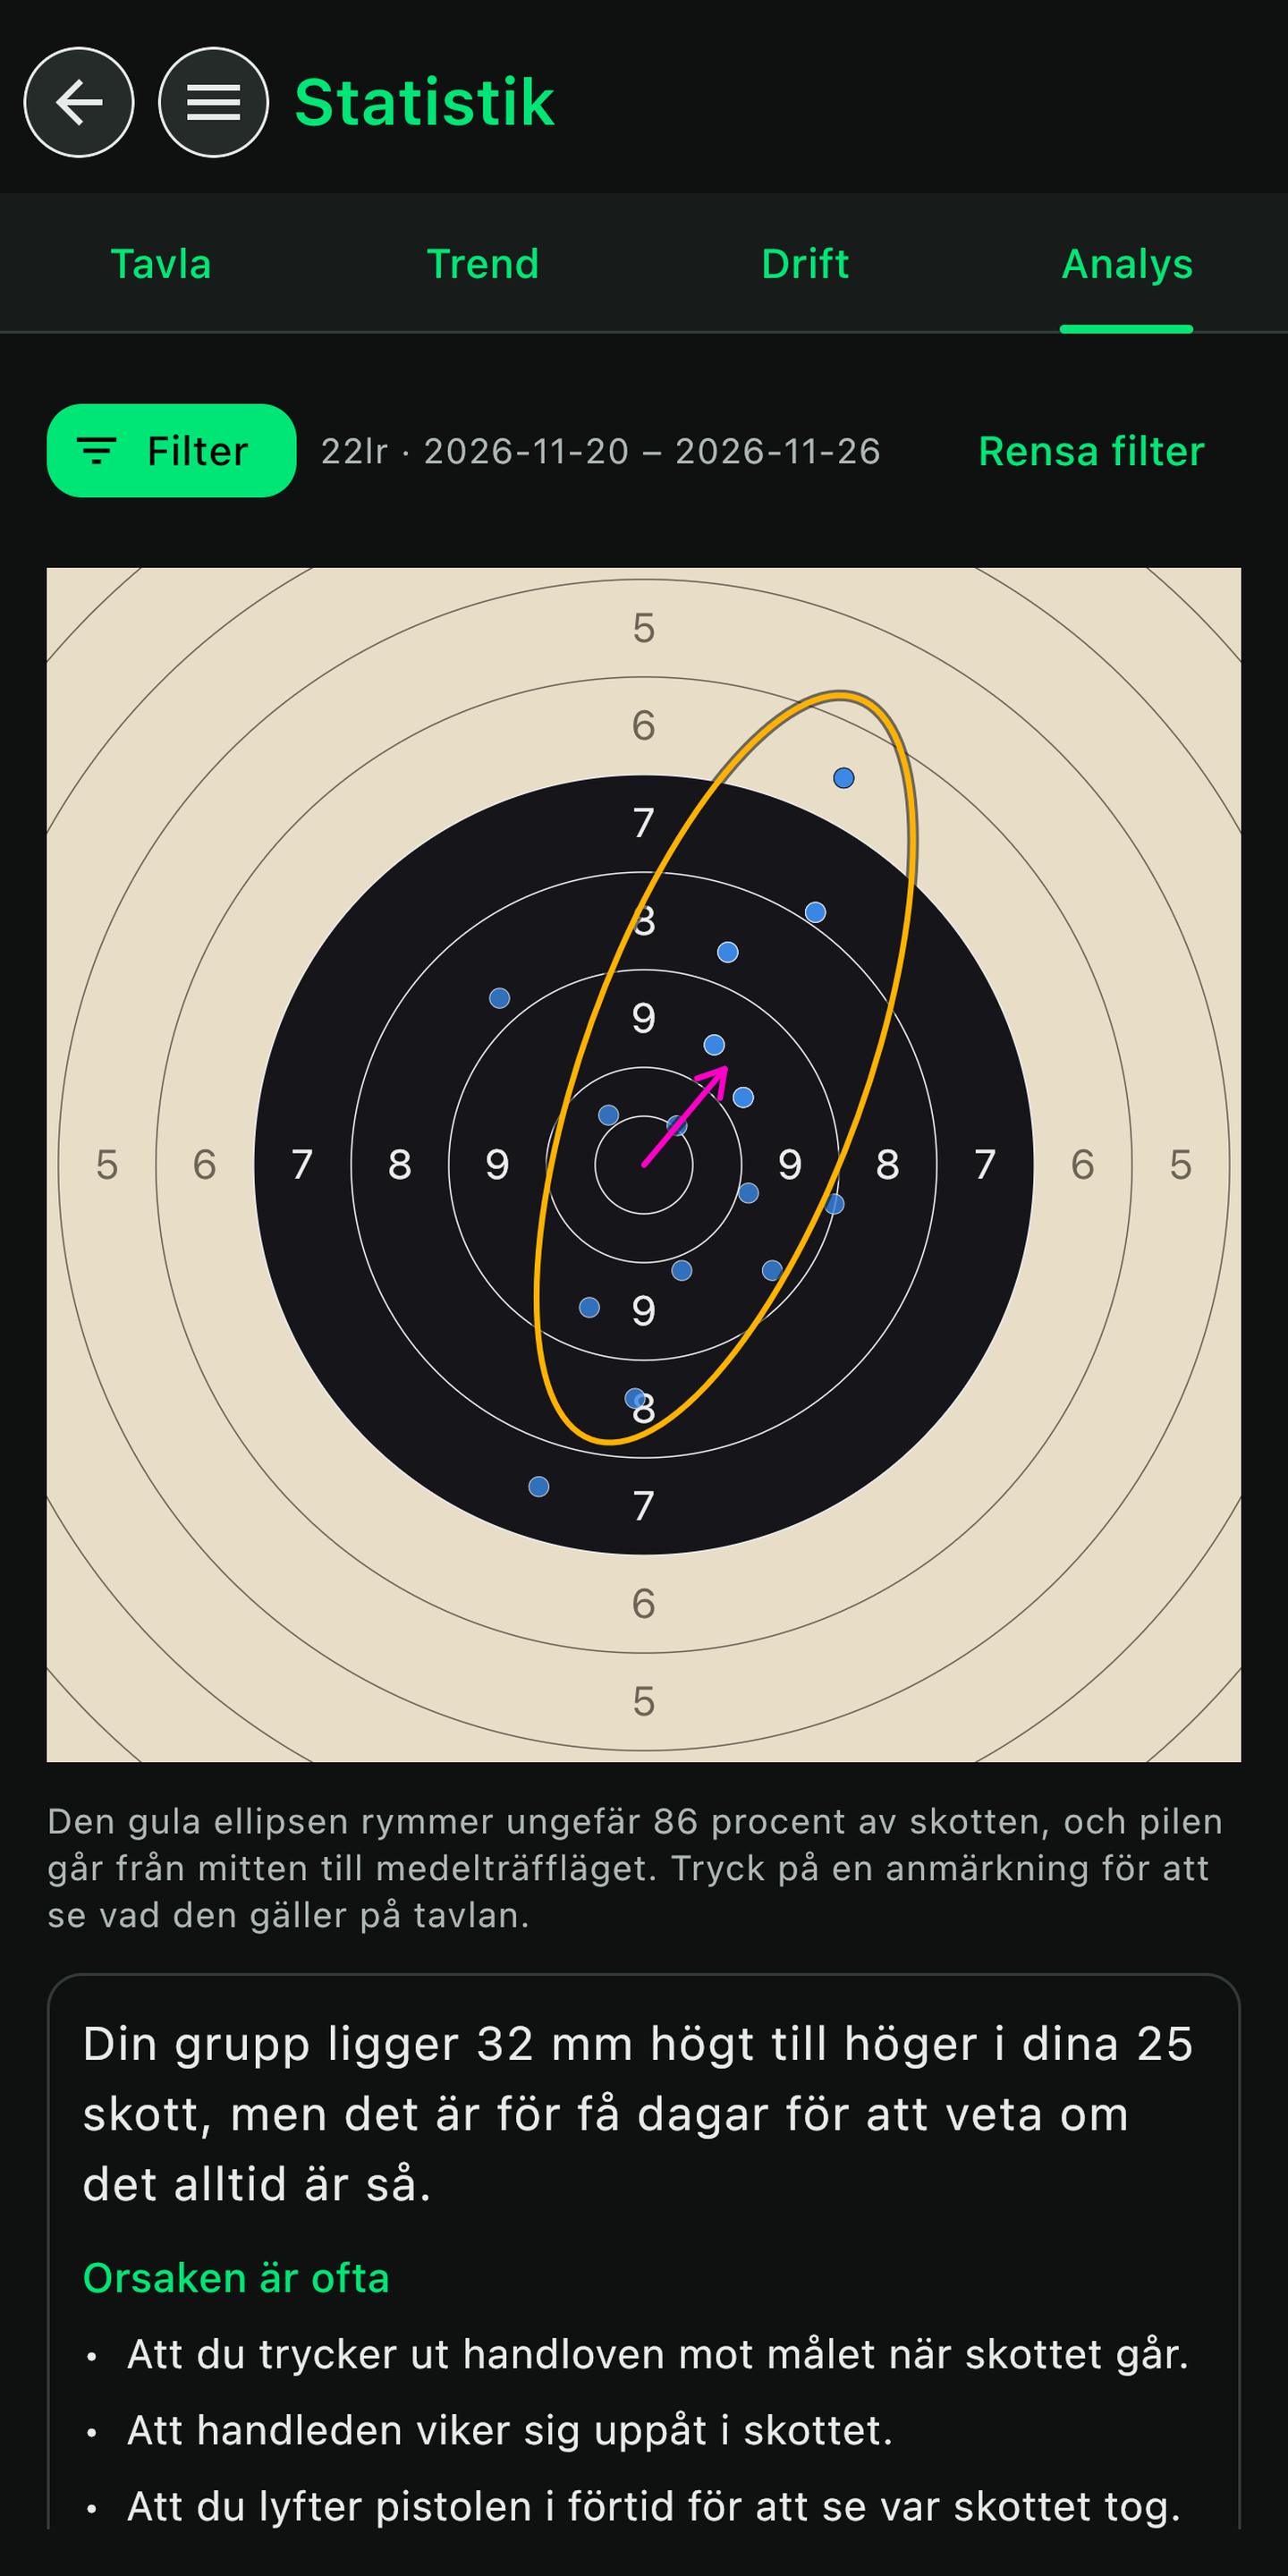 Statistik
Tavla Trend Drift Analys
Filter 22lr · 2026-11-20 – 2026-11-26 Rensa filter
5
6
7
8
9
5 6 7 8 9 9 8 7 6 5
9
8
7
6
5
Den gula ellipsen rymmer ungefär 86 procent av skotten, och pilen
går från mitten till medelträffläget. Tryck på en anmärkning för att
se vad den gäller på tavlan.
Din grupp ligger 32 mm högt till höger i dina 25
skott, men det är för få dagar för att veta om
det alltid är så.
Orsaken är ofta
• Att du trycker ut handloven mot målet när skottet går.
• Att handleden viker sig uppåt i skottet.
• Att du lyfter pistolen i förtid för att se var skottet tog.